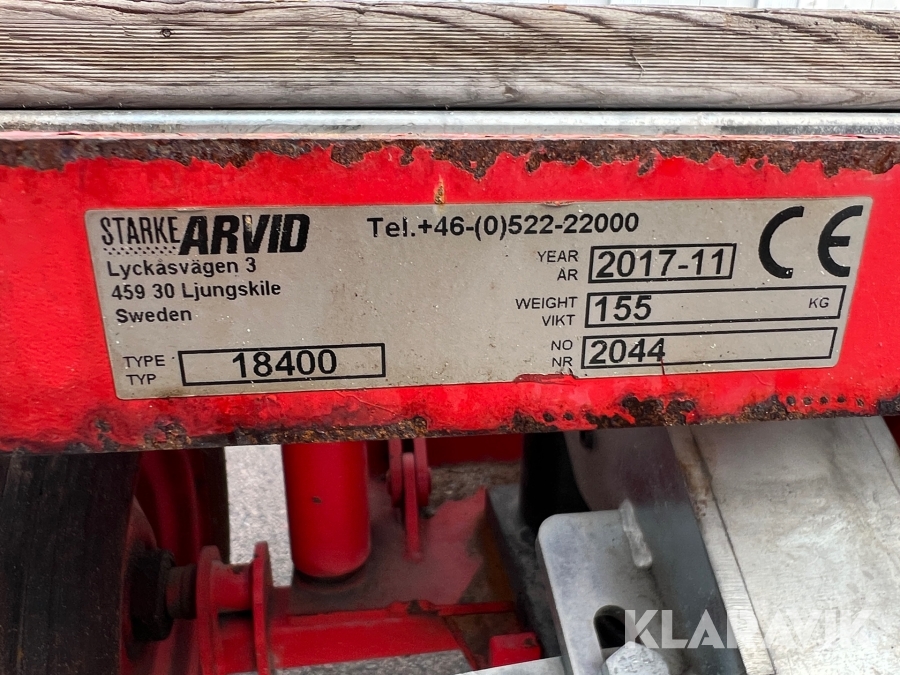 STARKE ARVID
Lyckåsvägen 3
459 30 Ljungskile
Sweden
TYPE
TYP
18400
Tel.+46-(0)522-22000
YEAR
ÅR
2017-11
CE
WEIGHT
VIKT
155
KG
NO
NR
2044
KLARAVIK